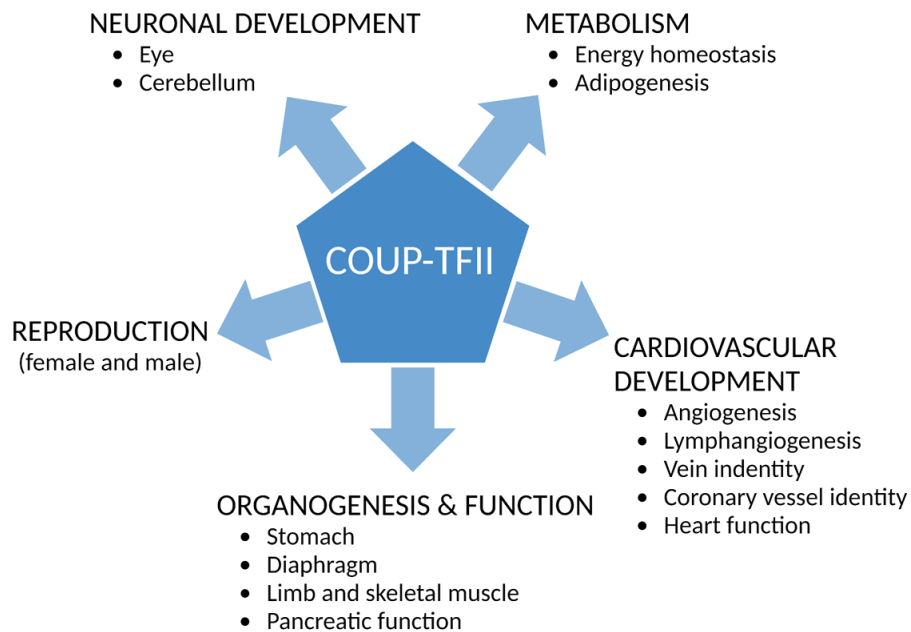 NEURONAL DEVELOPMENT
• Eye
• Cerebellum
METABOLISM
• Energy homeostasis
• Adipogenesis
COUP-TFII
REPRODUCTION
(female and male)
CARDIOVASCULAR
DEVELOPMENT
• Angiogenesis
• Lymphangiogenesis
• Vein indentity
• Coronary vessel identity
• Heart function
ORGANOGENESIS & FUNCTION
• Stomach
• Diaphragm
• Limb and skeletal muscle
• Pancreatic function